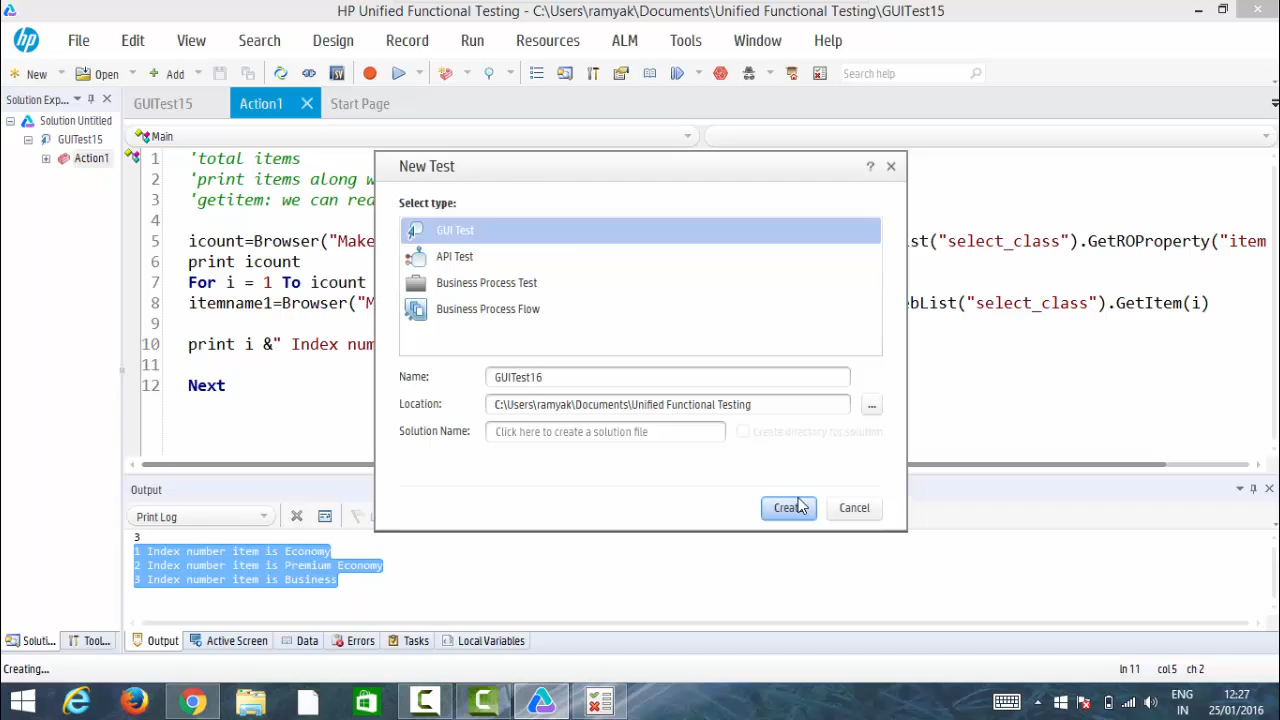 HP Unified Functional Testing - C:\Users\ramyak\Documents\Unified Functional Testing\GUITest15
hp File Edit View Search Design Record Run Resources ALM Tools Window Help
New Open Add Search help
Solution Exp...
GUITest15 Action1 Start Page
Solution Untitled
GUITest15
Action1
Main
1 'total items
2 'print items along w
3 'getitem: we can rea
4
5 icount=Browser("Make st("select_class").GetROProperty("item
6 print icount
7 For i = 1 To icount
8 itemname1=Browser("M bList("select_class").GetItem(i)
9
10 print i &" Index num
11
12 Next
New Test
?
Select type:
GUI Test
API Test
Business Process Test
Business Process Flow
Name: GUITest16
Location: C:\Users\ramyak\Documents\Unified Functional Testing ...
Solution Name: Click here to create a solution file Create directory for solution
Create Cancel
Output
Print Log
3
1 Index number item is Economy
2 Index number item is Premium Economy
3 Index number item is Business
Soluti... Tool... Output Active Screen Data Errors Tasks Local Variables
Creating... ln 11 col 5 ch 2
ENG 12:27
IN 25/01/2016